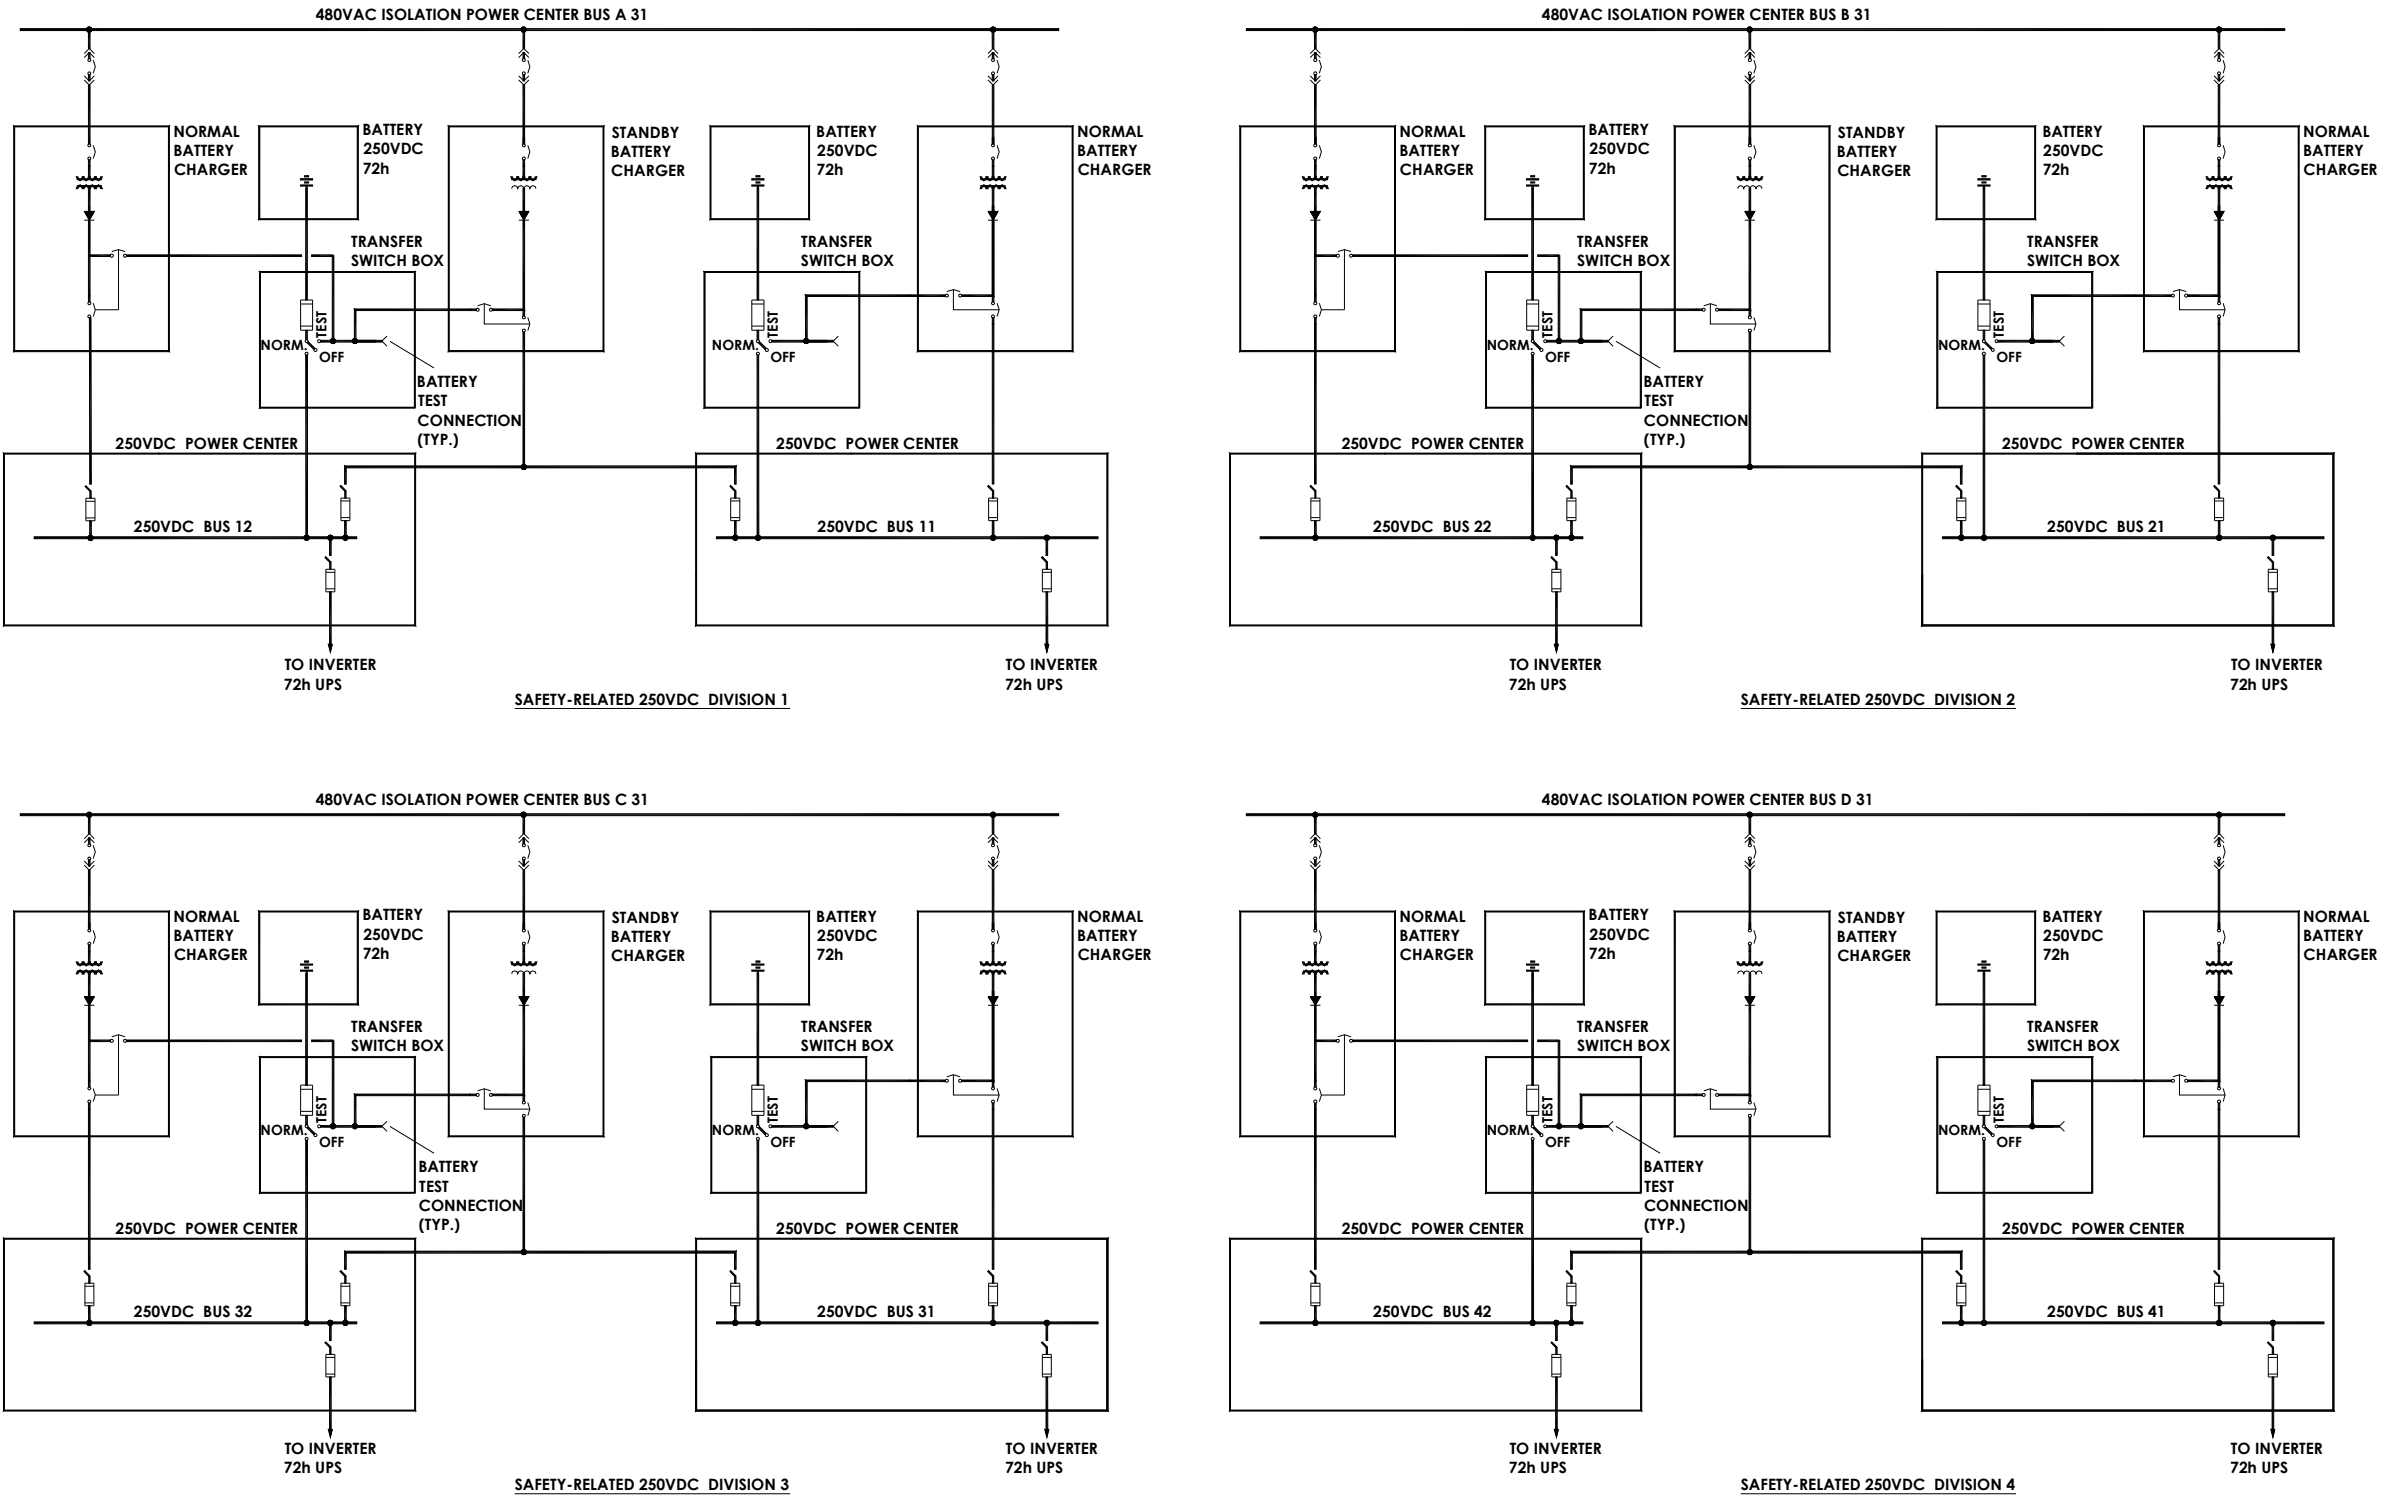 480VAC ISOLATION POWER CENTER BUS A 31
NORMAL
BATTERY
CHARGER
BATTERY
250VDC
72h
STANDBY
BATTERY
CHARGER
BATTERY
250VDC
72h
NORMAL
BATTERY
CHARGER
TRANSFER
SWITCH BOX
TRANSFER
SWITCH BOX
TEST
NORM.
OFF
TEST
NORM.
OFF
BATTERY
TEST
CONNECTION
(TYP.)
250VDC POWER CENTER
250VDC POWER CENTER
250VDC BUS 12
250VDC BUS 11
TO INVERTER
72h UPS
TO INVERTER
72h UPS
SAFETY-RELATED 250VDC DIVISION 1
480VAC ISOLATION POWER CENTER BUS B 31
NORMAL
BATTERY
CHARGER
BATTERY
250VDC
72h
STANDBY
BATTERY
CHARGER
BATTERY
250VDC
72h
NORMAL
BATTERY
CHARGER
TRANSFER
SWITCH BOX
TRANSFER
SWITCH BOX
TEST
NORM.
OFF
TEST
NORM.
OFF
BATTERY
TEST
CONNECTION
(TYP.)
250VDC POWER CENTER
250VDC POWER CENTER
250VDC BUS 22
250VDC BUS 21
TO INVERTER
72h UPS
TO INVERTER
72h UPS
SAFETY-RELATED 250VDC DIVISION 2
480VAC ISOLATION POWER CENTER BUS C 31
NORMAL
BATTERY
CHARGER
BATTERY
250VDC
72h
STANDBY
BATTERY
CHARGER
BATTERY
250VDC
72h
NORMAL
BATTERY
CHARGER
TRANSFER
SWITCH BOX
TRANSFER
SWITCH BOX
TEST
NORM.
OFF
TEST
NORM.
OFF
BATTERY
TEST
CONNECTION
(TYP.)
250VDC POWER CENTER
250VDC POWER CENTER
250VDC BUS 32
250VDC BUS 31
TO INVERTER
72h UPS
TO INVERTER
72h UPS
SAFETY-RELATED 250VDC DIVISION 3
480VAC ISOLATION POWER CENTER BUS D 31
NORMAL
BATTERY
CHARGER
BATTERY
250VDC
72h
STANDBY
BATTERY
CHARGER
BATTERY
250VDC
72h
NORMAL
BATTERY
CHARGER
TRANSFER
SWITCH BOX
TRANSFER
SWITCH BOX
TEST
NORM.
OFF
TEST
NORM.
OFF
BATTERY
TEST
CONNECTION
(TYP.)
250VDC POWER CENTER
250VDC POWER CENTER
250VDC BUS 42
250VDC BUS 41
TO INVERTER
72h UPS
TO INVERTER
72h UPS
SAFETY-RELATED 250VDC DIVISION 4